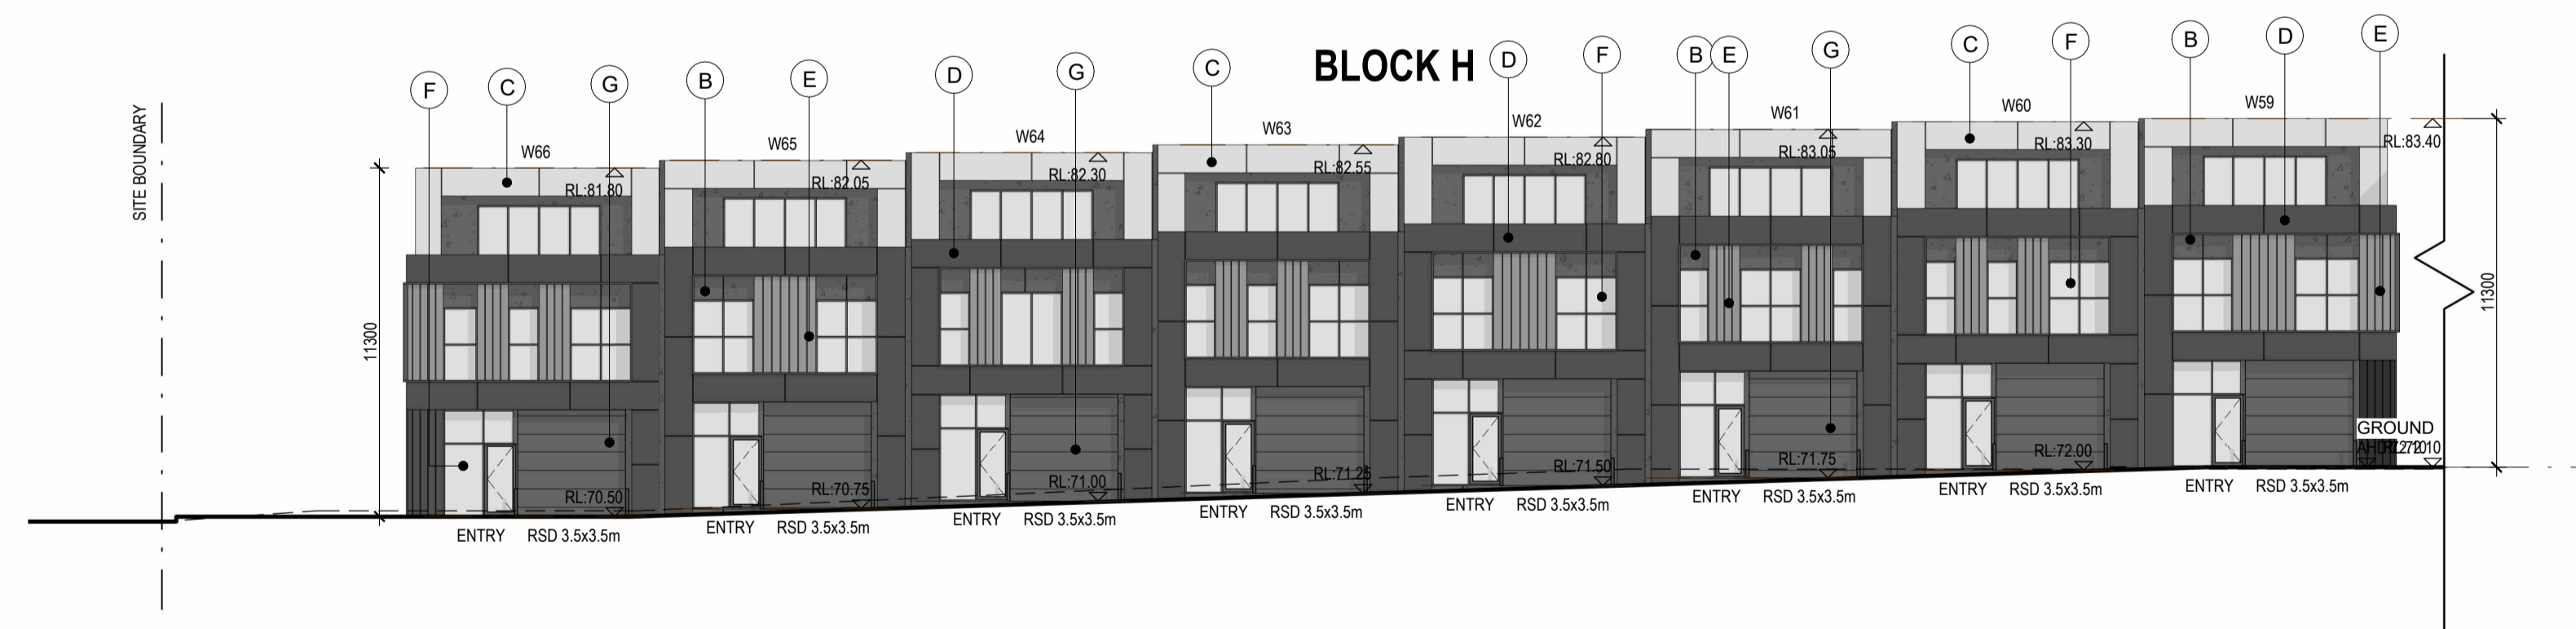 BLOCK H
F C G B E D G C D F B E G C F B D E
SITE BOUNDARY
W66 W65 W64 W63 W62 W61 W60 W59
RL:81.80 RL:82.05 RL:82.30 RL:82.55 RL:82.80 RL:83.05 RL:83.30 RL:83.40
11300 11300
GROUND
RL:70.50 RL:70.75 RL:71.00 RL:71.25 RL:71.50 RL:71.75 RL:72.00
ENTRY RSD 3.5x3.5m ENTRY RSD 3.5x3.5m ENTRY RSD 3.5x3.5m ENTRY RSD 3.5x3.5m ENTRY RSD 3.5x3.5m ENTRY RSD 3.5x3.5m ENTRY RSD 3.5x3.5m ENTRY RSD 3.5x3.5m